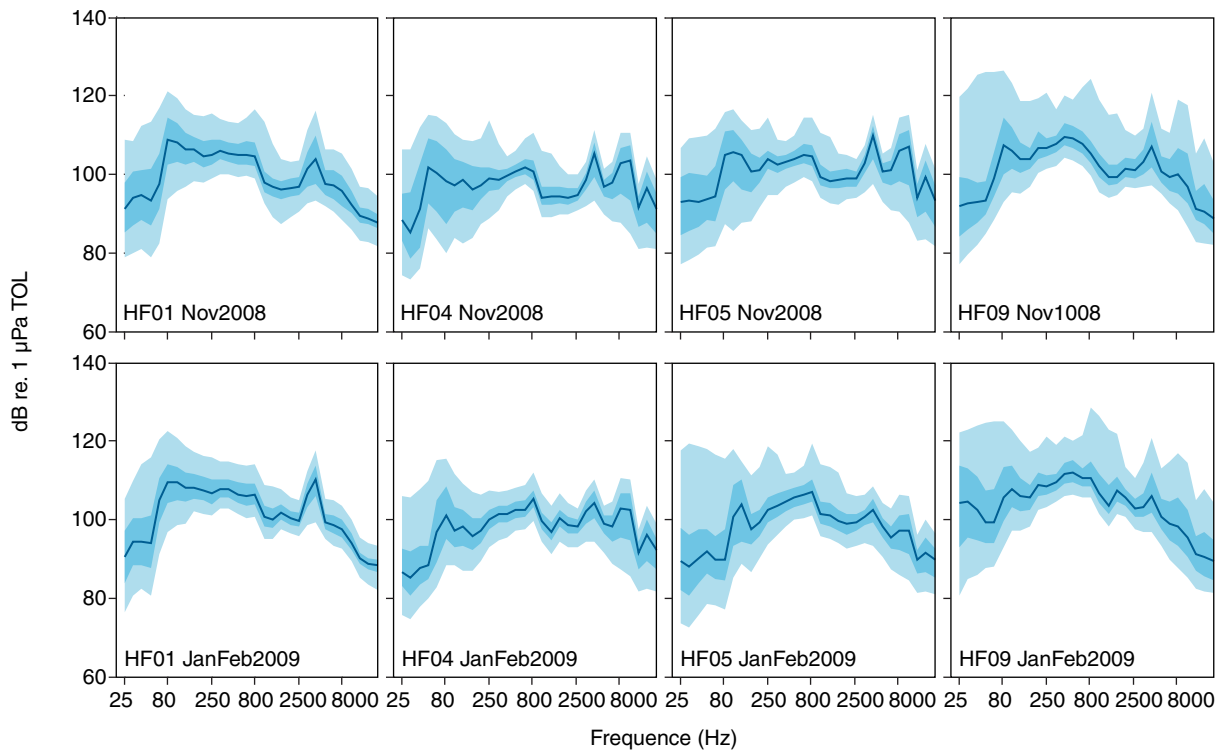 dB re. 1 µPa TOL
140
120
100
80
60
HF01 Nov2008
HF04 Nov2008
HF05 Nov2008
HF09 Nov1008
140
120
100
80
60
HF01 JanFeb2009
HF04 JanFeb2009
HF05 JanFeb2009
HF09 JanFeb2009
25 80 250 800 2500 8000 25 80 250 800 2500 8000 25 80 250 800 2500 8000 25 80 250 800 2500 8000
Frequence (Hz)